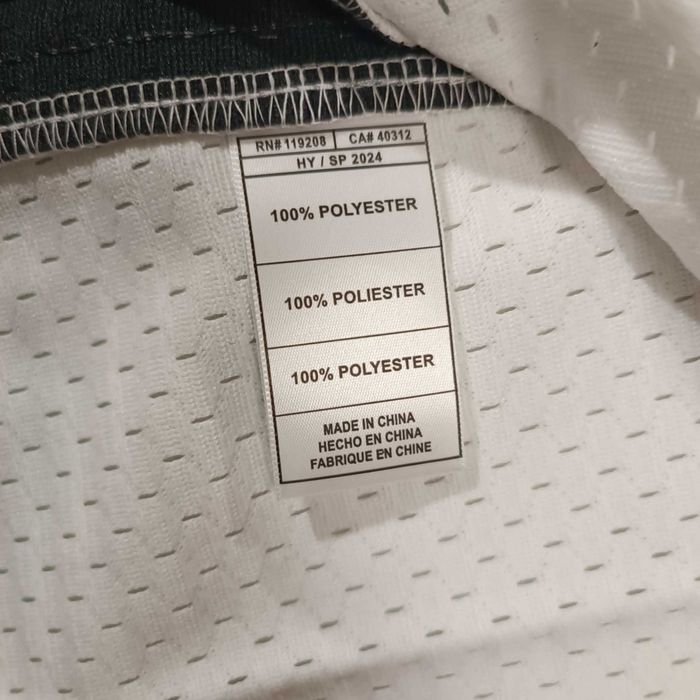 RN# 119208 CA# 40312
HY / SP 2024
100% POLYESTER
100% POLIESTER
100% POLYESTER
MADE IN CHINA
HECHO EN CHINA
FABRIQUE EN CHINE